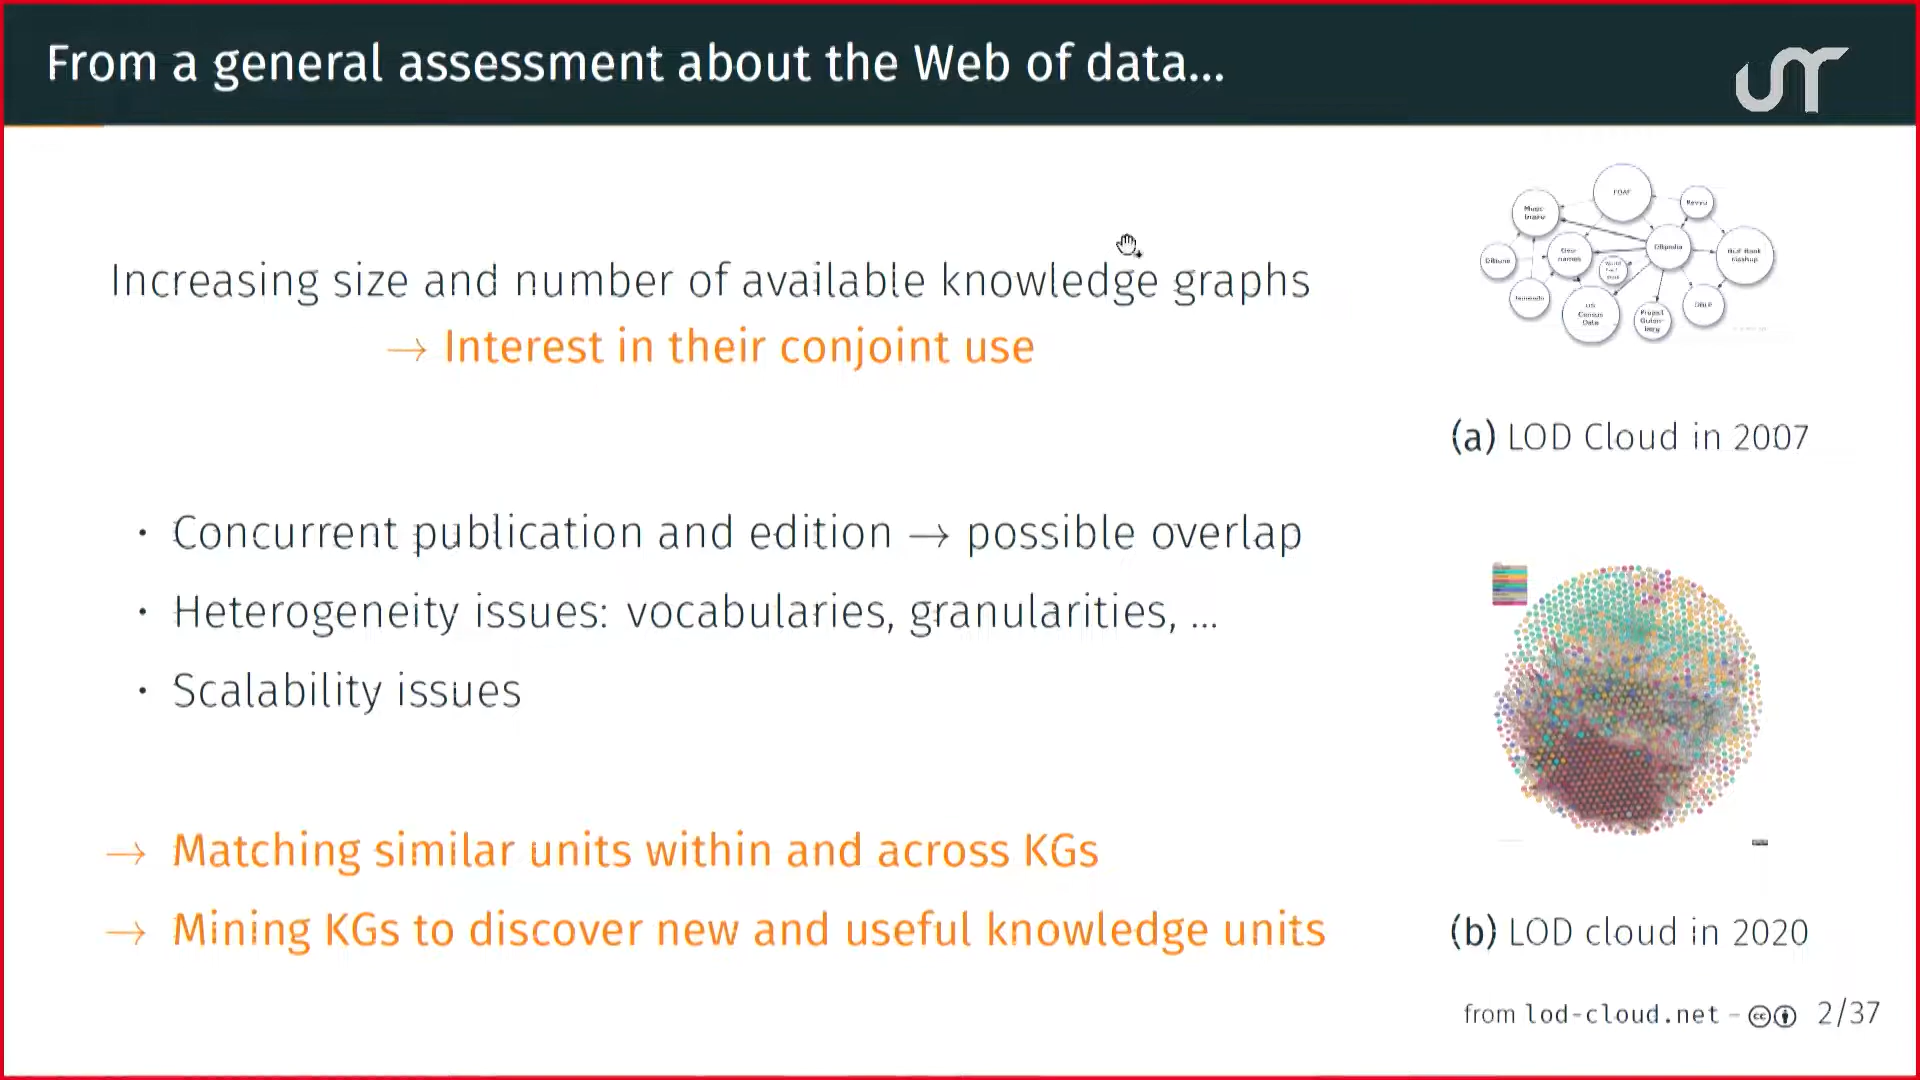 From a general assessment about the Web of data...
Increasing size and number of available knowledge graphs
→ Interest in their conjoint use
(a) LOD Cloud in 2007
• Concurrent publication and edition → possible overlap
• Heterogeneity issues: vocabularies, granularities, ...
• Scalability issues
→ Matching similar units within and across KGs
→ Mining KGs to discover new and useful knowledge units
(b) LOD cloud in 2020
from lod-cloud.net - 2/37